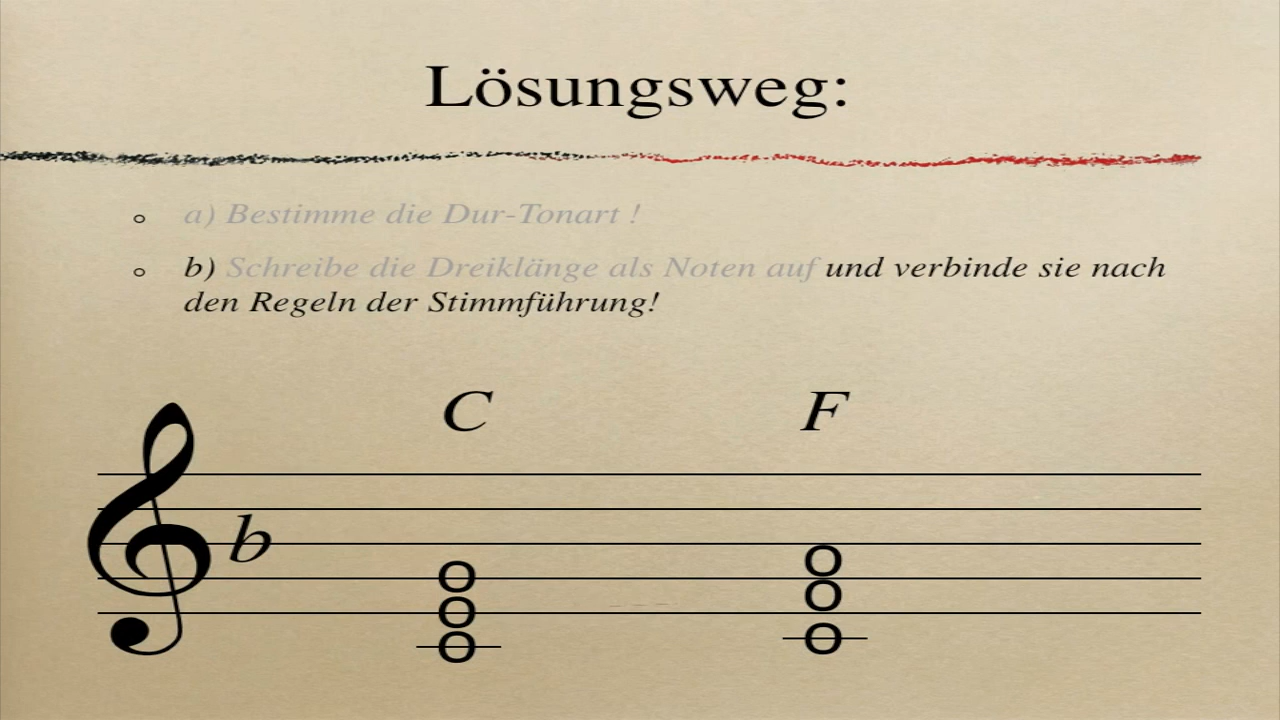 Lösungsweg:
a) Bestimme die Dur-Tonart !
b) Schreibe die Dreiklänge als Noten auf und verbinde sie nach
den Regeln der Stimmführung!
C F
b